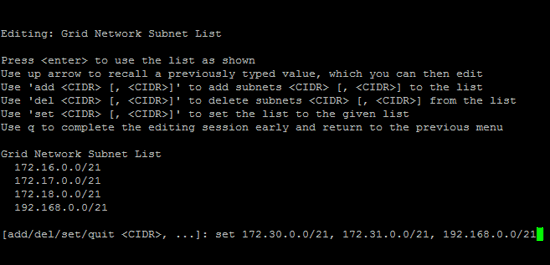 Editing: Grid Network Subnet List
Press <enter> to use the list as shown
Use up arrow to recall a previously typed value, which you can then edit
Use 'add <CIDR> [, <CIDR>]' to add subnets <CIDR> [, <CIDR>] to the list
Use 'del <CIDR> [, <CIDR>]' to delete subnets <CIDR> [, <CIDR>] from the list
Use 'set <CIDR> [, <CIDR>]' to set the list to the given list
Use q to complete the editing session early and return to the previous menu
Grid Network Subnet List
172.16.0.0/21
172.17.0.0/21
172.18.0.0/21
192.168.0.0/21
[add/del/set/quit <CIDR>, ...]: set 172.30.0.0/21, 172.31.0.0/21, 192.168.0.0/21